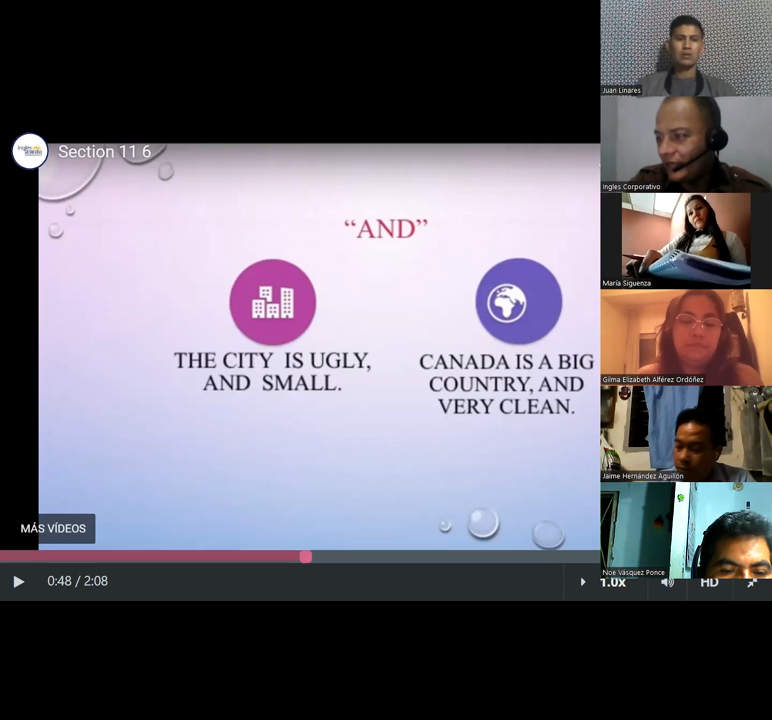 Section 11 6
"AND"
THE CITY IS UGLY,
AND SMALL.
CANADA IS A BIG
COUNTRY, AND
VERY CLEAN.
MÁS VÍDEOS
0:48 / 2:08
1.0x
HD
Juan Linares
Ingles Corporativo
María Siguenza
Gilma Elizabeth Alférez Ordóñez
Jaime Hernández Aguillón
Noe Vásquez Ponce